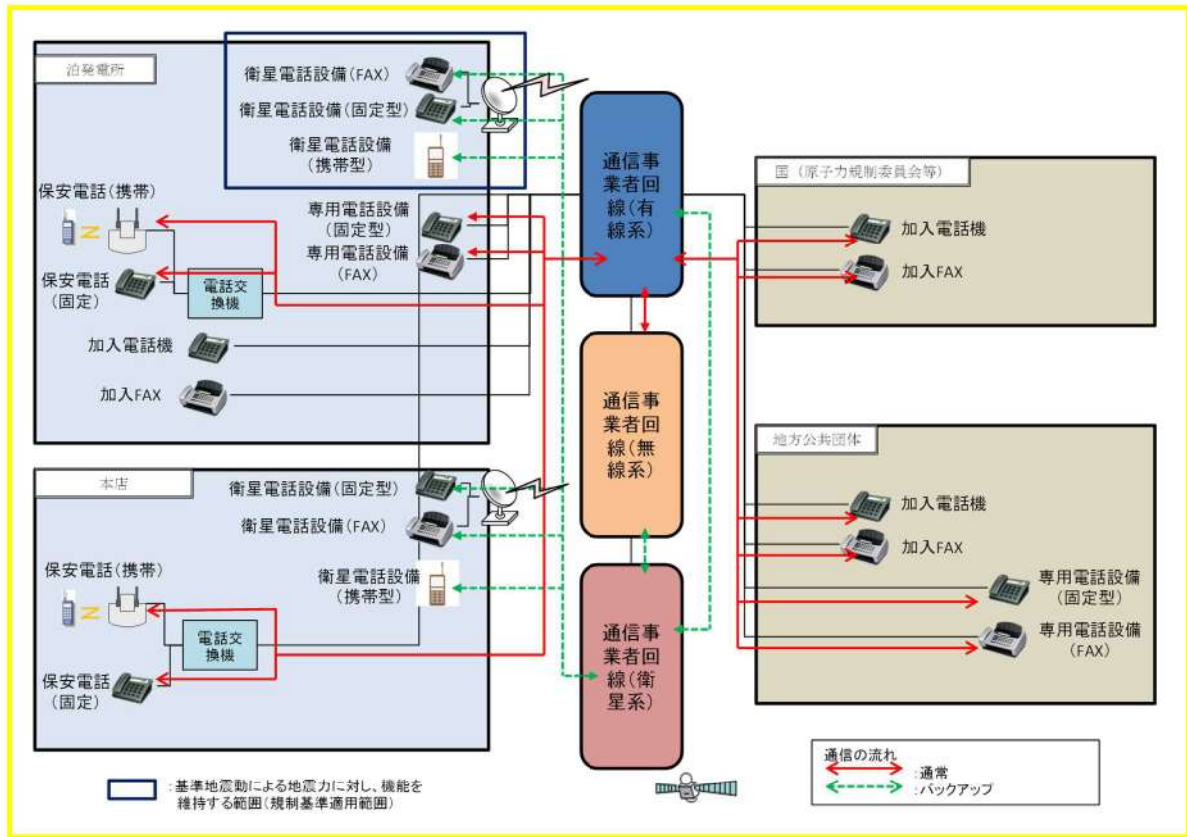 泊発電所
衛星電話設備(FAX)
衛星電話設備(固定型)
衛星電話設備
(携帯型)
保安電話(携帯)
専用電話設備
(固定型)
専用電話設備
(FAX)
保安電話
(固定)
電話交
換機
加入電話機
加入FAX
本店
衛星電話設備(固定型)
衛星電話設備(FAX)
衛星電話設備
(携帯型)
保安電話(携帯)
電話交
換機
保安電話
(固定)
通信事
業者回
線(有
線系)
通信事
業者回
線(無
線系)
通信事
業者回
線(衛
星系)
国(原子力規制委員会等)
加入電話機
加入FAX
地方公共団体
加入電話機
加入FAX
専用電話設備
(固定型)
専用電話設備
(FAX)
:基準地震動による地震力に対し、機能を
維持する範囲(規制基準適用範囲)
通信の流れ
:通常
:バックアップ